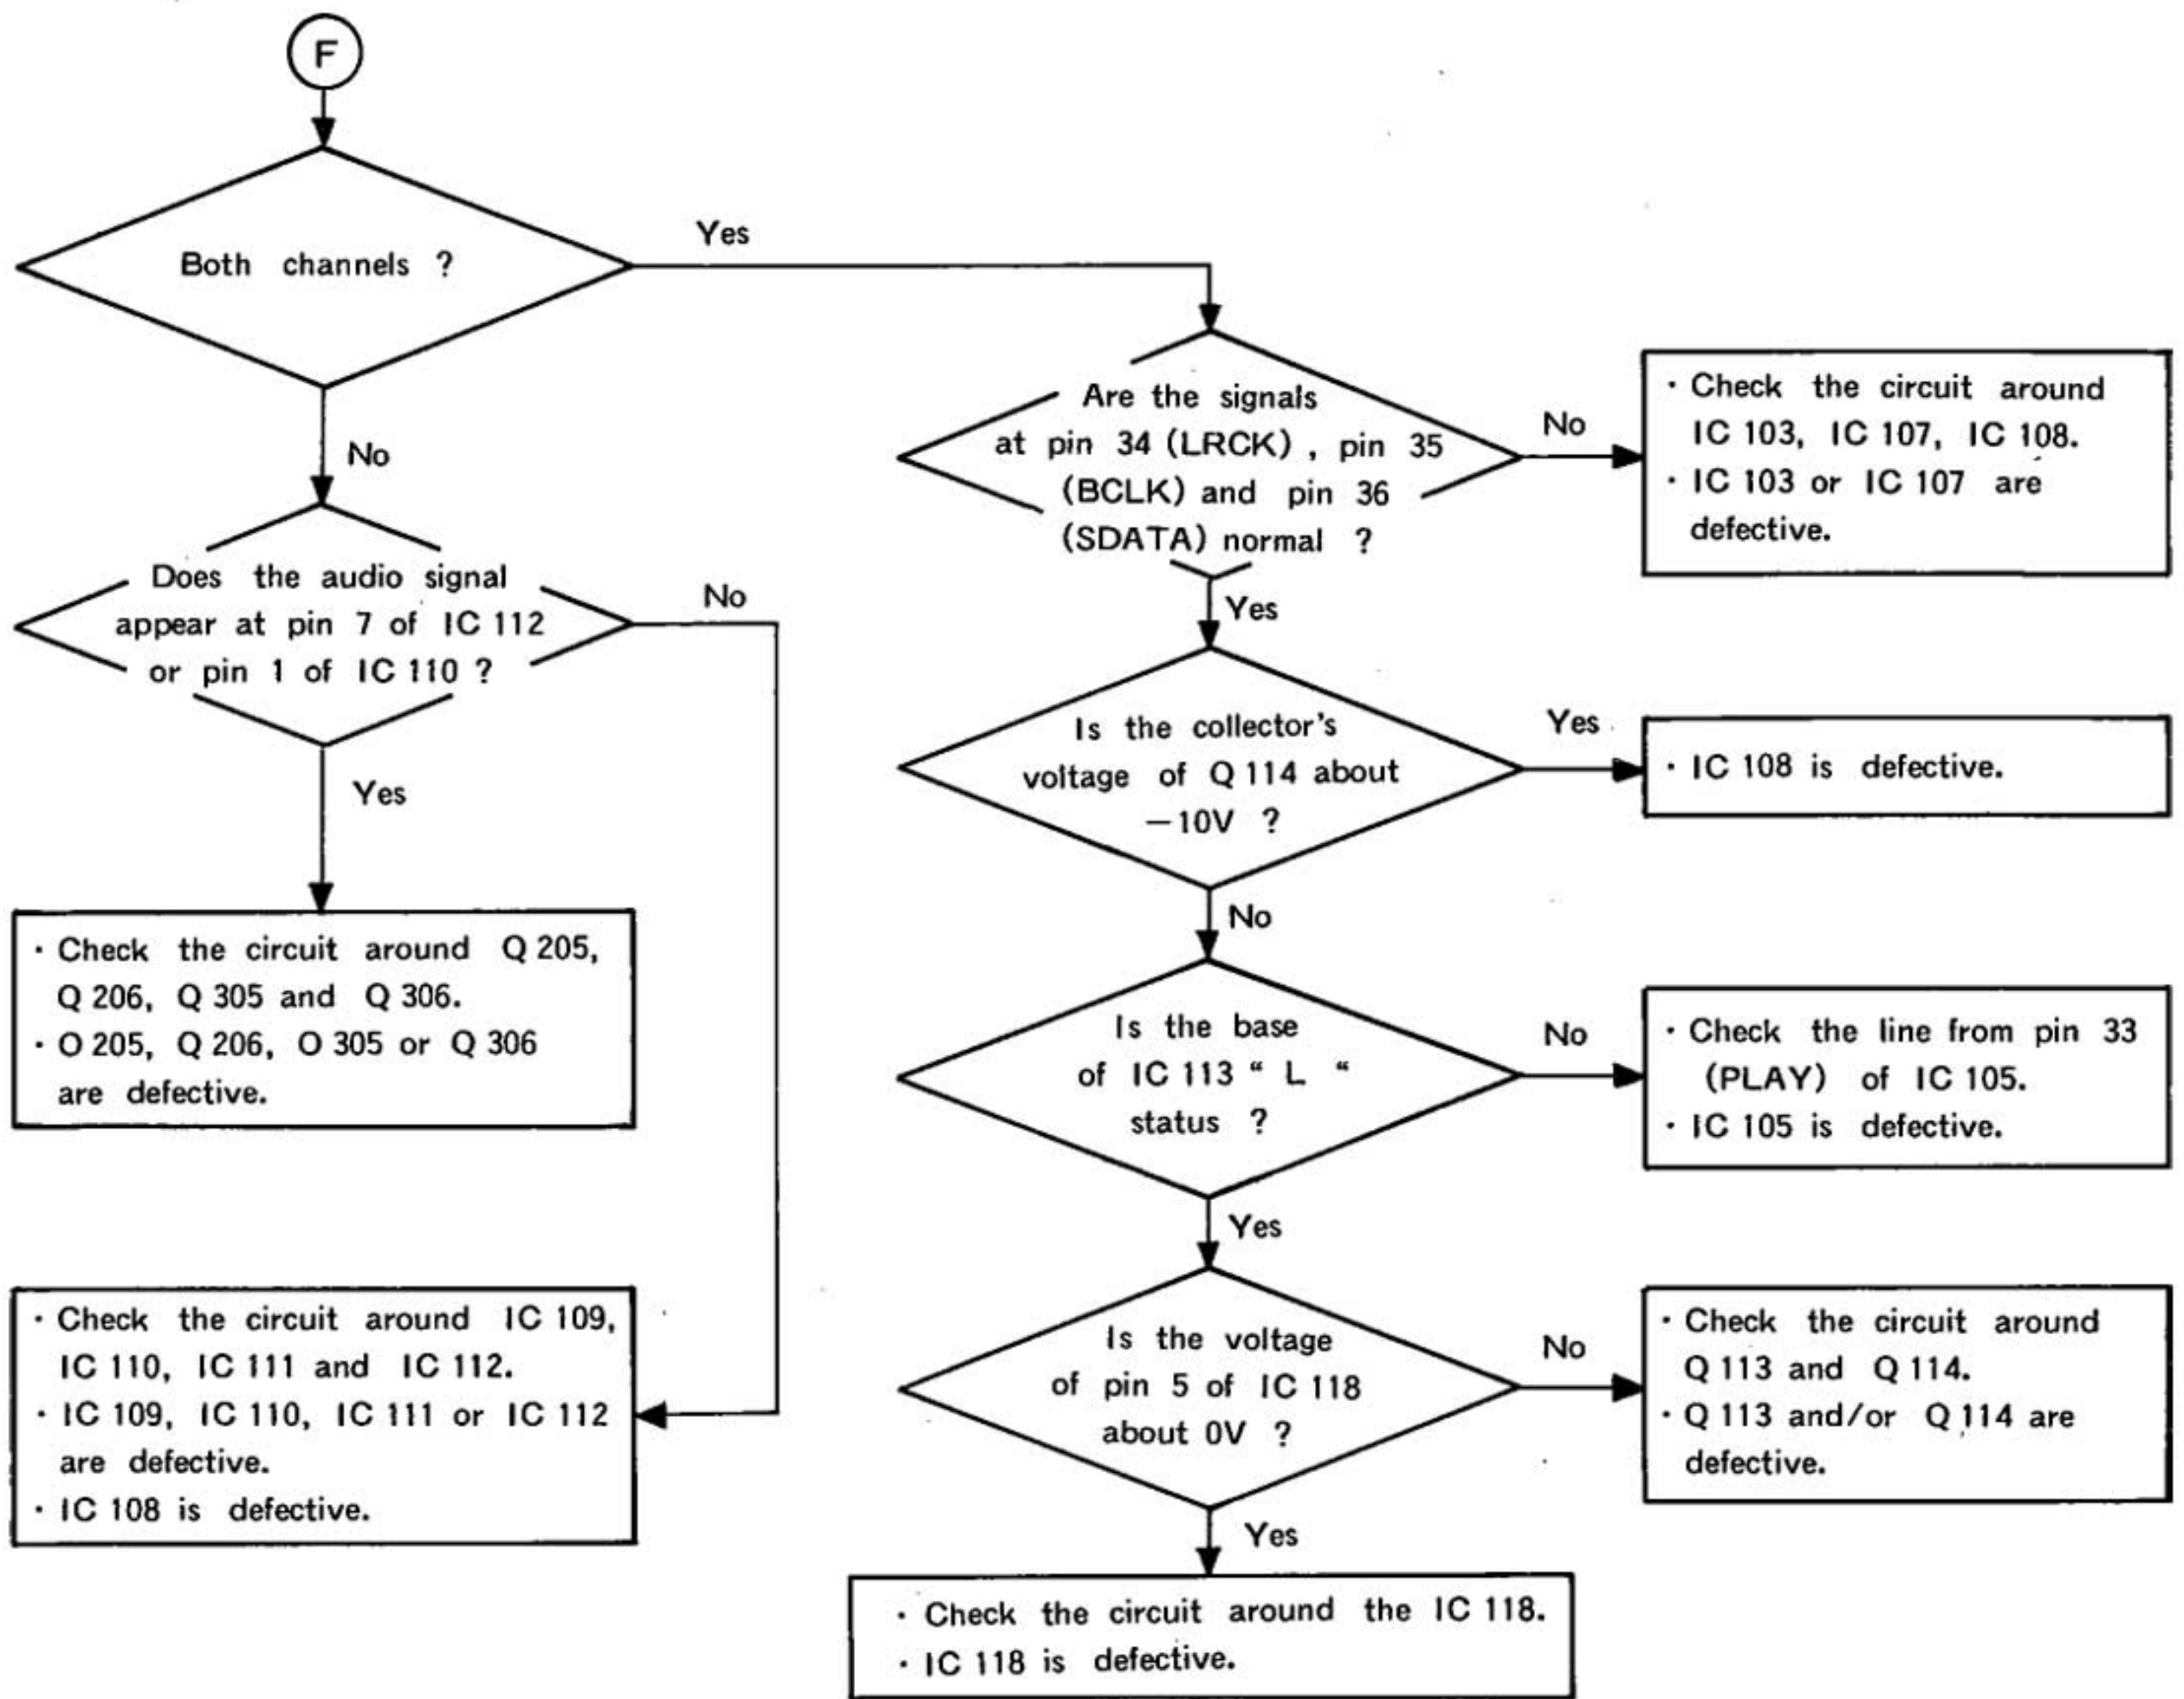 F
Both channels ?
Yes
No
Does the audio signal
appear at pin 7 of IC 112
or pin 1 of IC 110 ?
No
Yes
· Check the circuit around Q 205,
Q 206, Q 305 and Q 306.
· O 205, Q 206, O 305 or Q 306
are defective.
· Check the circuit around IC 109,
IC 110, IC 111 and IC 112.
· IC 109, IC 110, IC 111 or IC 112
are defective.
· IC 108 is defective.
Are the signals
at pin 34 (LRCK) , pin 35
(BCLK) and pin 36
(SDATA) normal ?
No
· Check the circuit around
IC 103, IC 107, IC 108.
· IC 103 or IC 107 are
defective.
Yes
Is the collector's
voltage of Q 114 about
—10V ?
Yes
· IC 108 is defective.
No
Is the base
of IC 113 “ L “
status ?
No
· Check the line from pin 33
(PLAY) of IC 105.
· IC 105 is defective.
Yes
Is the voltage
of pin 5 of IC 118
about 0V ?
No
· Check the circuit around
Q 113 and Q 114.
· Q 113 and/or Q 114 are
defective.
Yes
· Check the circuit around the IC 118.
· IC 118 is defective.